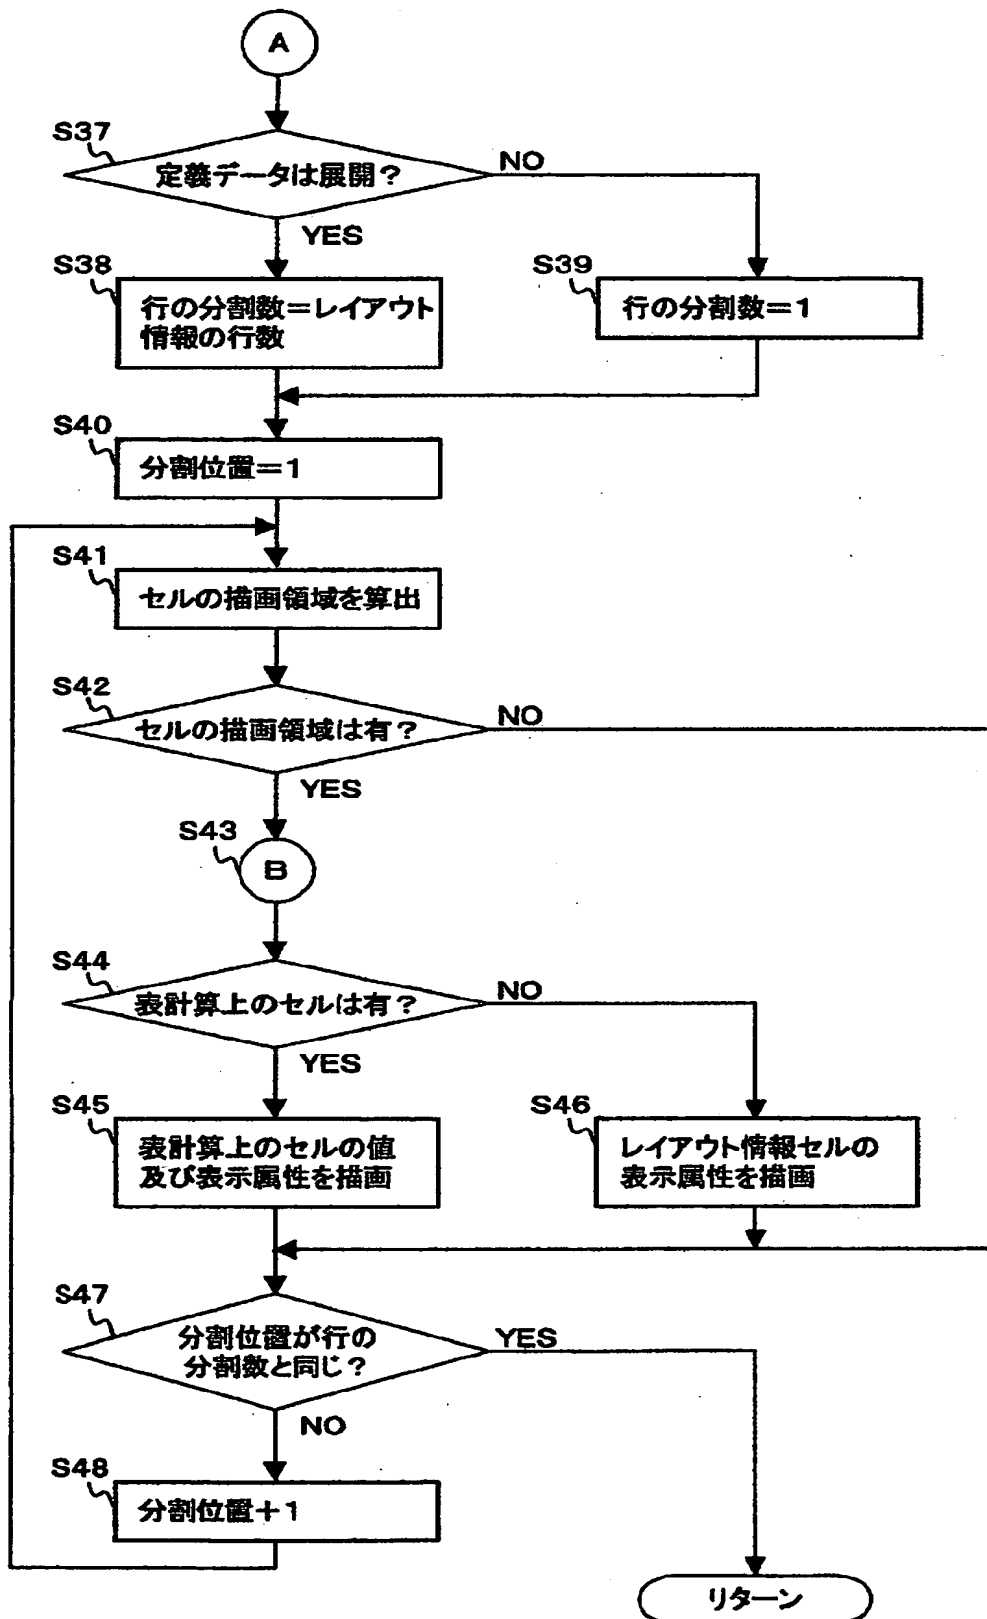 A
S37
定義データは展開？
NO
YES
S38
行の分割数＝レイアウト
情報の行数
S39
行の分割数＝1
S40
分割位置＝1
S41
セルの描画領域を算出
S42
セルの描画領域は有？
NO
YES
S43
B
S44
表計算上のセルは有？
NO
YES
S45
表計算上のセルの値
及び表示属性を描画
S46
レイアウト情報セルの
表示属性を描画
S47
分割位置が行の
分割数と同じ？
YES
NO
S48
分割位置＋1
リターン